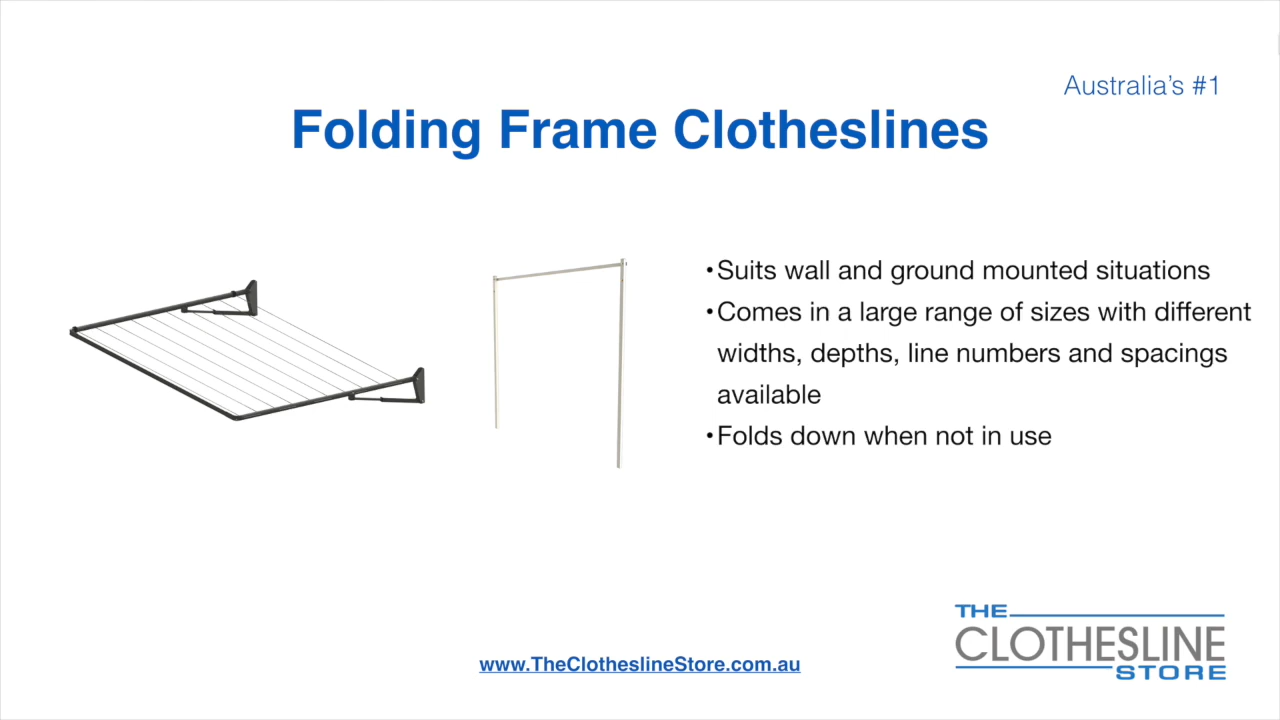 Australia's #1
Folding Frame Clotheslines
•Suits wall and ground mounted situations
•Comes in a large range of sizes with different
widths, depths, line numbers and spacings
available
•Folds down when not in use
www.TheClotheslineStore.com.au
THE
CLOTHESLINE
STORE